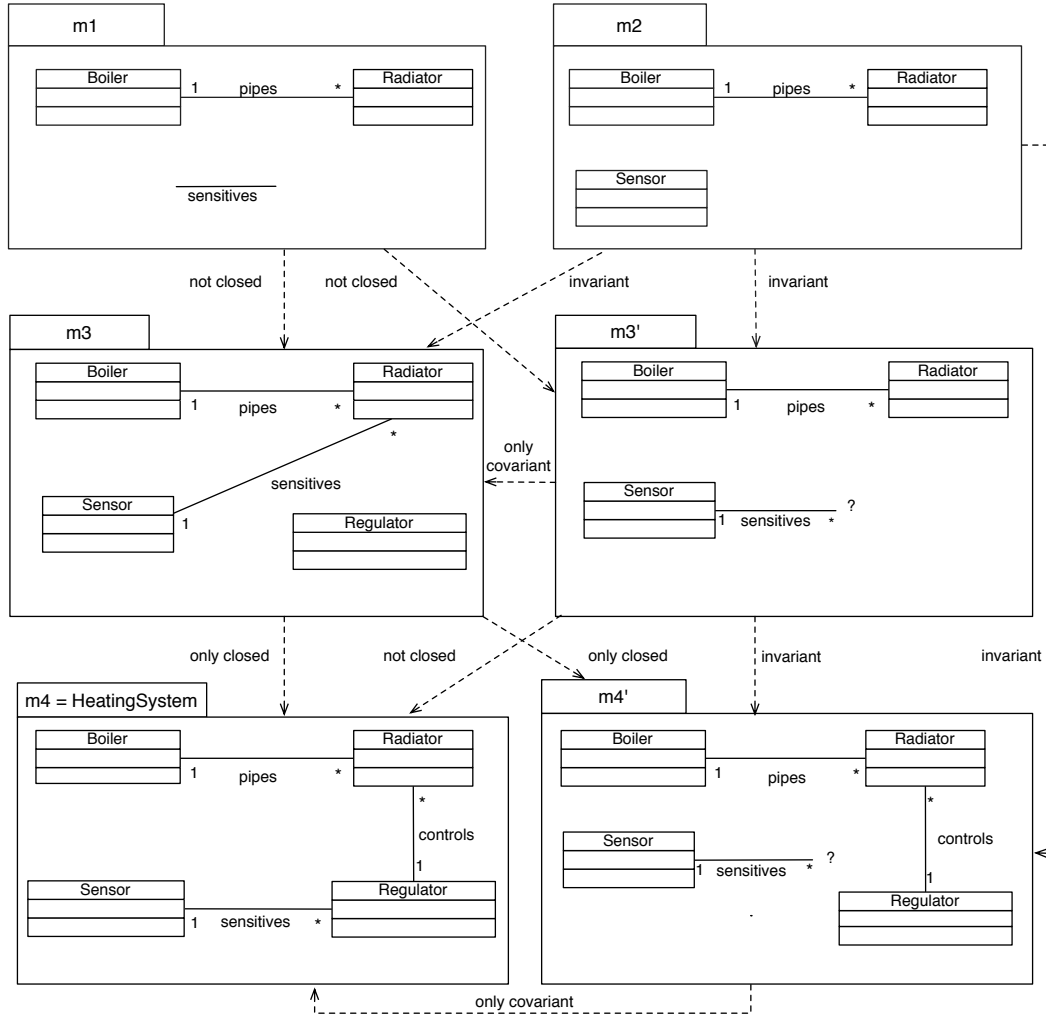 m1
m2
Boiler
1
pipes
*
Radiator
Boiler
1
pipes
*
Radiator
sensitives
Sensor
not closed
not closed
invariant
invariant
m3
m3'
Boiler
1
pipes
*
Radiator
Boiler
1
pipes
*
Radiator
*
sensitives
Sensor
1
Regulator
only
covariant
Sensor
1
sensitives
*
?
only closed
not closed
only closed
invariant
invariant
m4 = HeatingSystem
m4'
Boiler
1
pipes
*
Radiator
Boiler
1
pipes
*
Radiator
*
controls
1
*
controls
1
Sensor
1
sensitives
*
Regulator
Sensor
1
sensitives
*
?
Regulator
only covariant